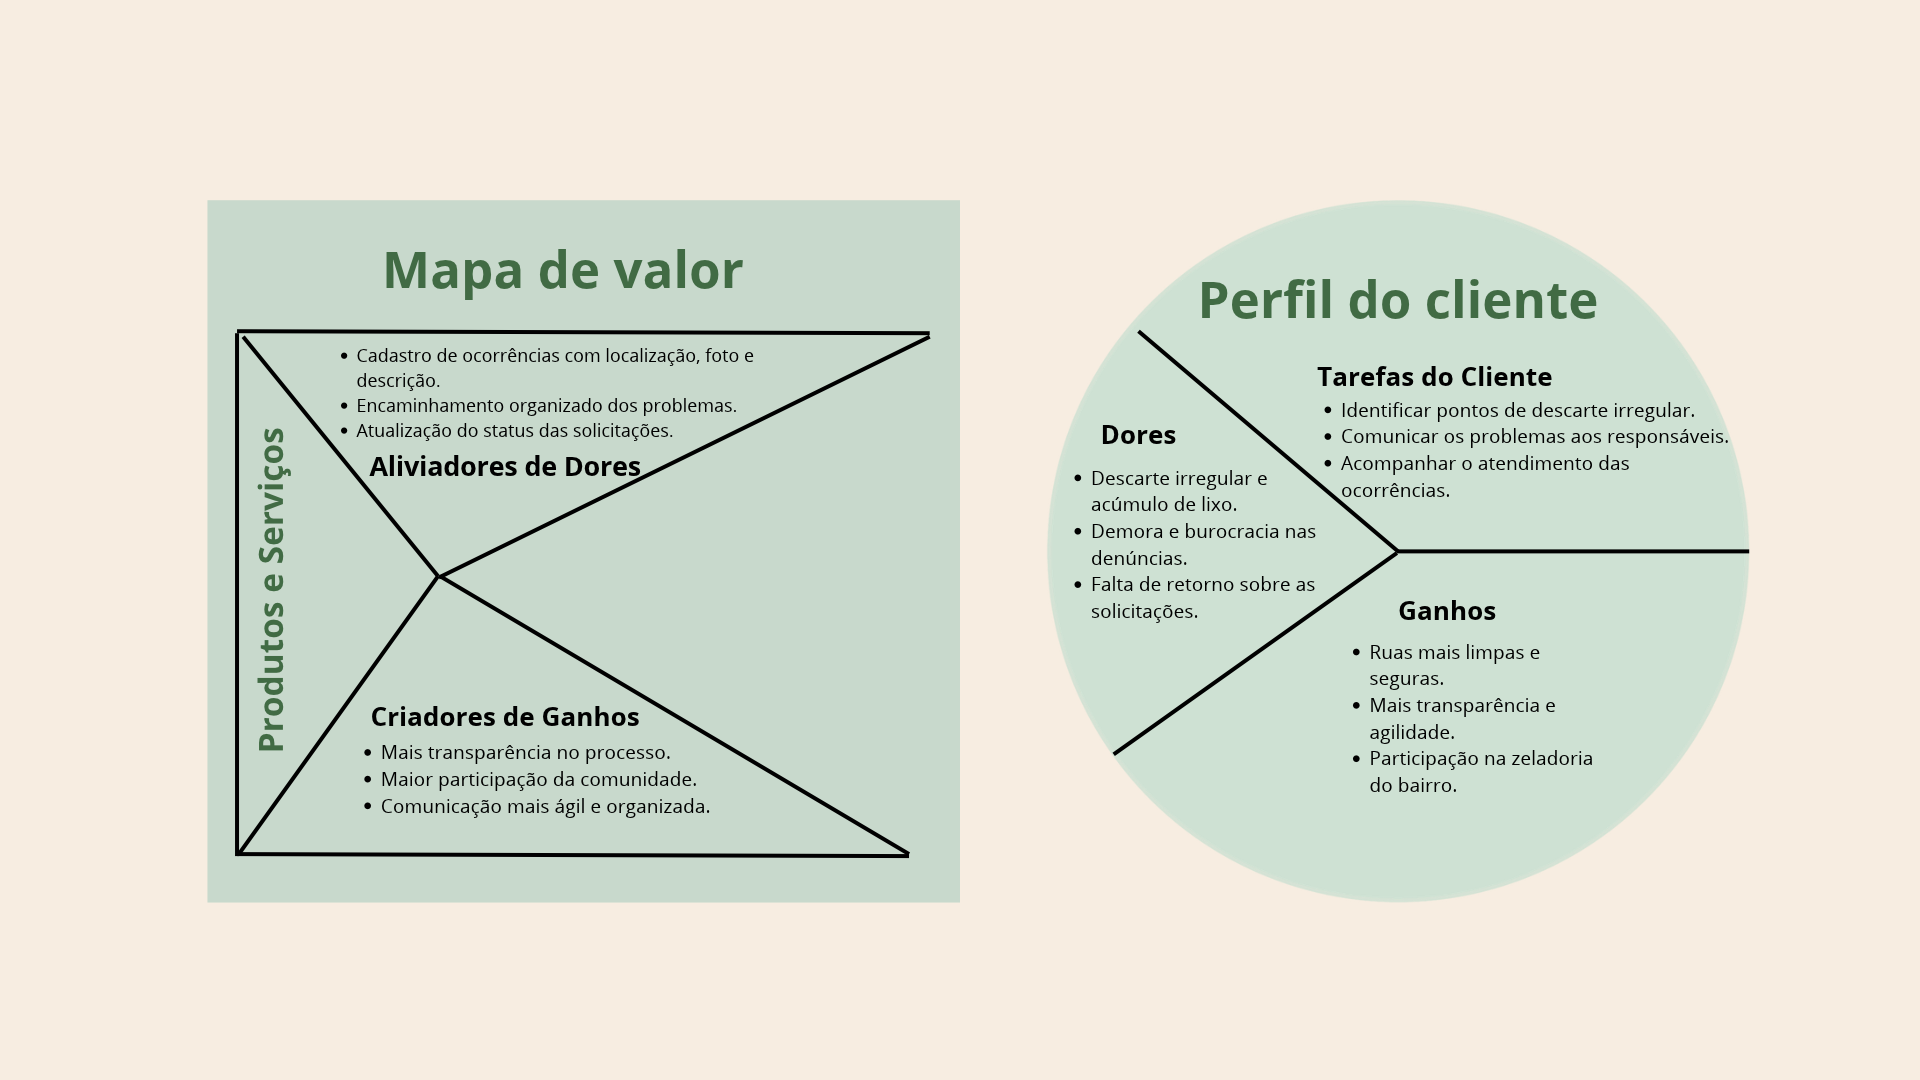 Mapa de valor
Produtos e Serviços
• Cadastro de ocorrências com localização, foto e
descrição.
• Encaminhamento organizado dos problemas.
• Atualização do status das solicitações.
Aliviadores de Dores
Criadores de Ganhos
• Mais transparência no processo.
• Maior participação da comunidade.
• Comunicação mais ágil e organizada.
Perfil do cliente
Tarefas do Cliente
• Identificar pontos de descarte irregular.
• Comunicar os problemas aos responsáveis.
• Acompanhar o atendimento das
ocorrências.
Dores
• Descarte irregular e
acúmulo de lixo.
• Demora e burocracia nas
denúncias.
• Falta de retorno sobre as
solicitações.
Ganhos
• Ruas mais limpas e
seguras.
• Mais transparência e
agilidade.
• Participação na zeladoria
do bairro.